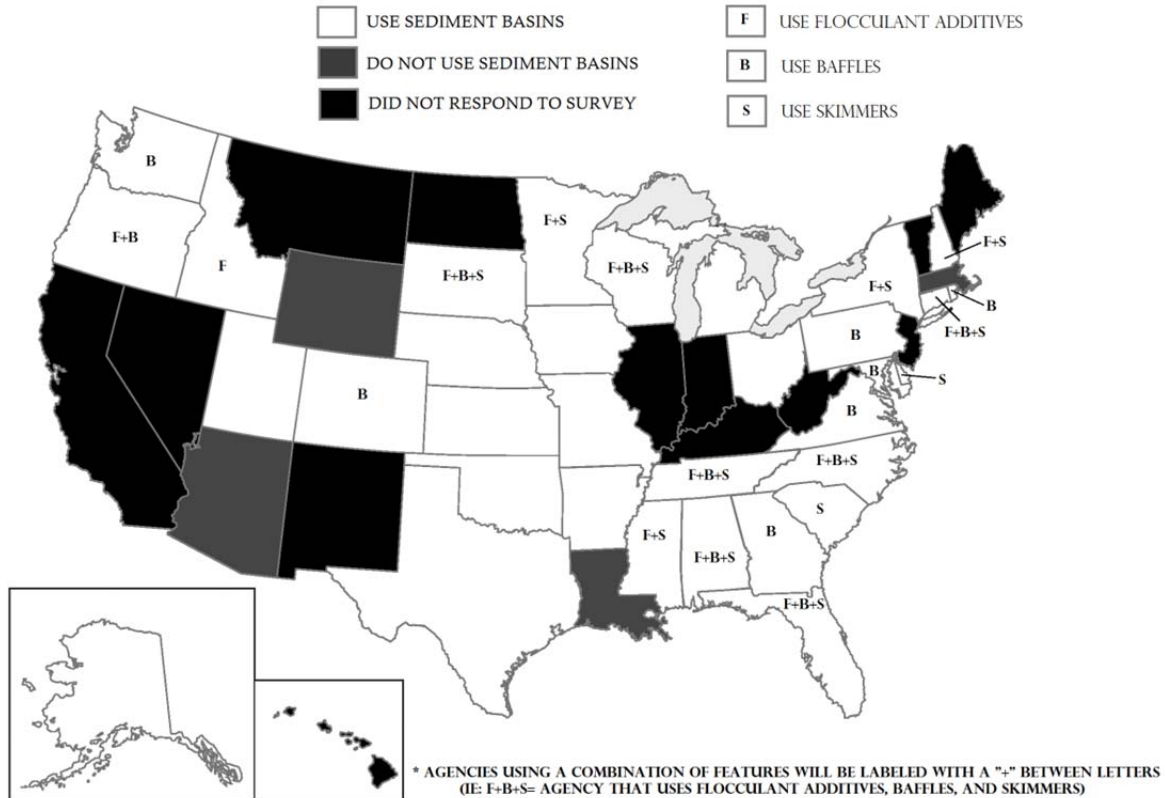 USE SEDIMENT BASINS
DO NOT USE SEDIMENT BASINS
DID NOT RESPOND TO SURVEY
F USE FLOCCULANT ADDITIVES
B USE BAFFLES
S USE SKIMMERS
B
F+B
F
F+S
F+B+S
F+B+S
F+S
F+S
B
F+B+S
B
B
B
S
B
F+B+S
F+B+S
S
F+S
F+B+S
B
F+B+S
* AGENCIES USING A COMBINATION OF FEATURES WILL BE LABELED WITH A "+" BETWEEN LETTERS
(IE: F+B+S= AGENCY THAT USES FLOCCULANT ADDITIVES, BAFFLES, AND SKIMMERS)